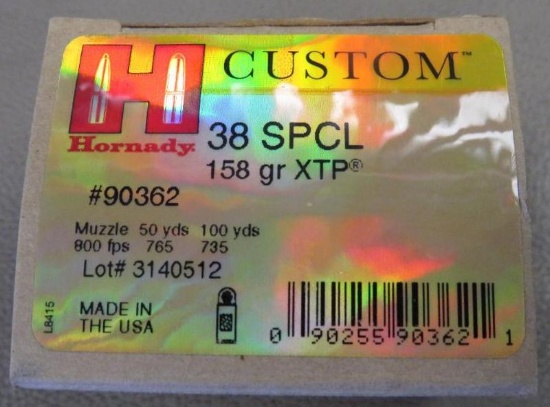 H CUSTOM™
Hornady®
38 SPCL
158 gr XTP®
#90362
Muzzle 50 yds 100 yds
800 fps 765 735
Lot# 3140512
MADE IN
THE USA
L8415
0 90255 90362 1